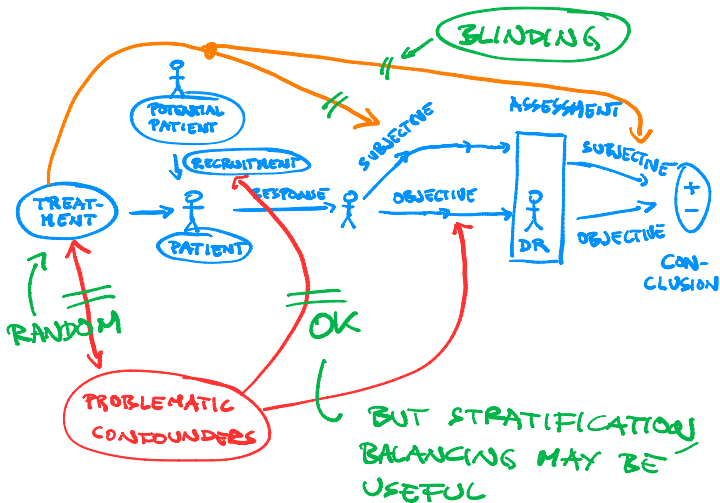 BLINDING
POTENTIAL
PATIENT
ASSESSMENT
SUBJECTIVE
SUBJECTIVE
RECRUITMENT
TREAT-
MENT
RESPONSE
OBJECTIVE
+
-
PATIENT
DR
OBJECTIVE
CON-
CLUSION
RANDOM
OK
PROBLEMATIC
CONFOUNDERS
BUT STRATIFICATION/
BALANCING MAY BE
USEFUL